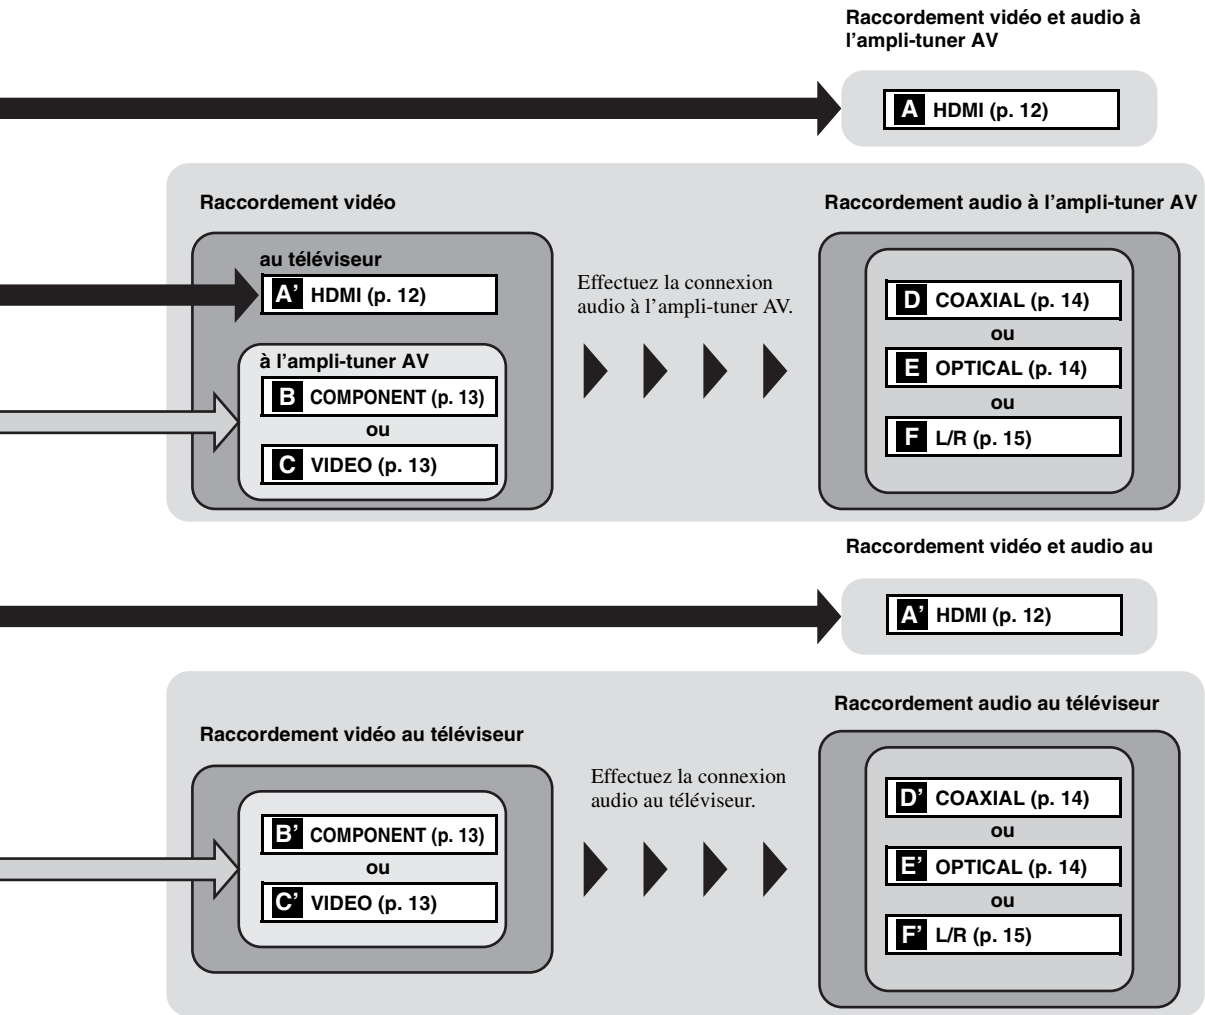 Raccordement vidéo et audio à
l'ampli-tuner AV
A HDMI (p. 12)
Raccordement vidéo
au téléviseur
A' HDMI (p. 12)
à l'ampli-tuner AV
B COMPONENT (p. 13)
ou
C VIDEO (p. 13)
Effectuez la connexion
audio à l'ampli-tuner AV.
Raccordement audio à l'ampli-tuner AV
D COAXIAL (p. 14)
ou
E OPTICAL (p. 14)
ou
F L/R (p. 15)
Raccordement vidéo et audio au
A' HDMI (p. 12)
Raccordement vidéo au téléviseur
B' COMPONENT (p. 13)
ou
C' VIDEO (p. 13)
Effectuez la connexion
audio au téléviseur.
Raccordement audio au téléviseur
D' COAXIAL (p. 14)
ou
E' OPTICAL (p. 14)
ou
F' L/R (p. 15)